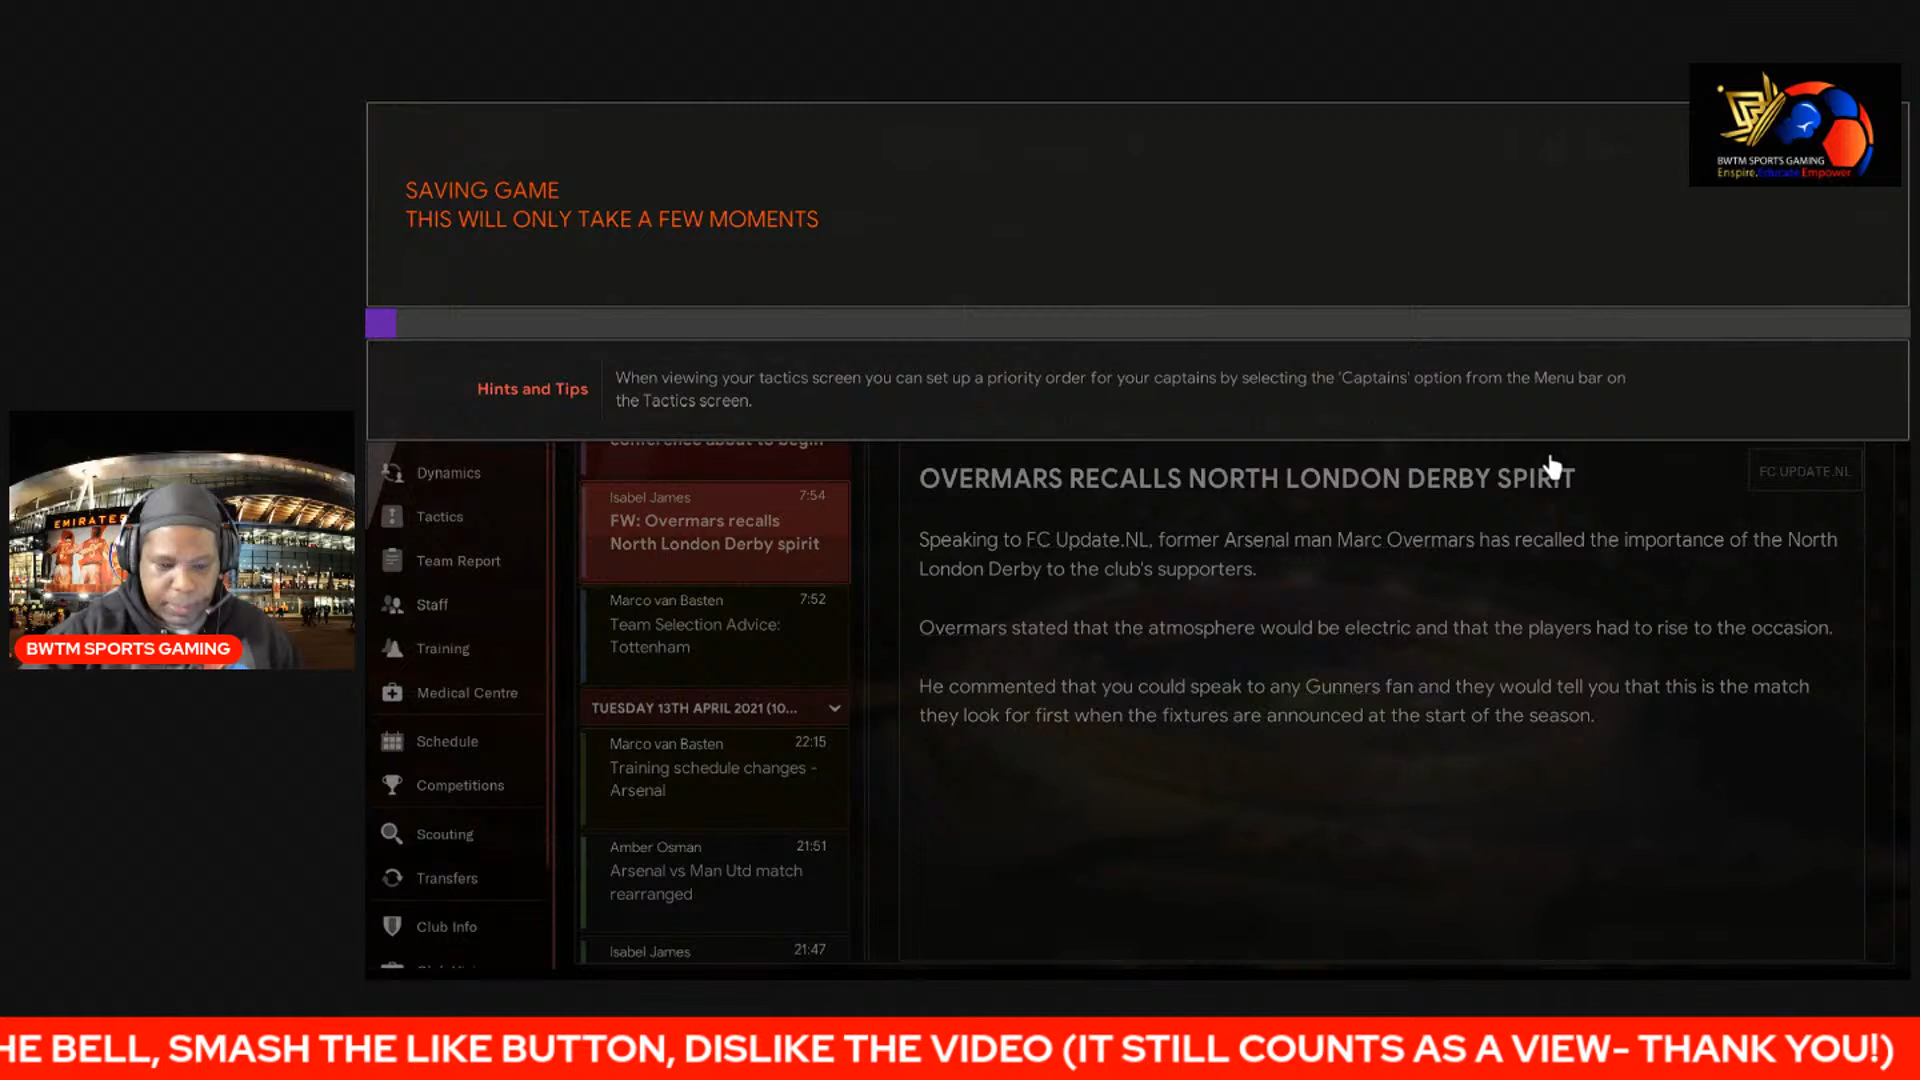 BWTM SPORTS GAMING
Enspire.Educate.Empower
SAVING GAME
THIS WILL ONLY TAKE A FEW MOMENTS
Hints and Tips
When viewing your tactics screen you can set up a priority order for your captains by selecting the 'Captains' option from the Menu bar on
the Tactics screen.
EMIRATES
BWTM SPORTS GAMING
Dynamics
Tactics
Team Report
Staff
Training
Medical Centre
Schedule
Competitions
Scouting
Transfers
Club Info
conference about to begin
Isabel James 7:54
FW: Overmars recalls
North London Derby spirit
Marco van Basten 7:52
Team Selection Advice:
Tottenham
TUESDAY 13TH APRIL 2021 (10...
Marco van Basten 22:15
Training schedule changes -
Arsenal
Amber Osman 21:51
Arsenal vs Man Utd match
rearranged
Isabel James 21:47
OVERMARS RECALLS NORTH LONDON DERBY SPIRIT
FC UPDATE.NL
Speaking to FC Update.NL, former Arsenal man Marc Overmars has recalled the importance of the North
London Derby to the club's supporters.
Overmars stated that the atmosphere would be electric and that the players had to rise to the occasion.
He commented that you could speak to any Gunners fan and they would tell you that this is the match
they look for first when the fixtures are announced at the start of the season.
HE BELL, SMASH THE LIKE BUTTON, DISLIKE THE VIDEO (IT STILL COUNTS AS A VIEW- THANK YOU!)